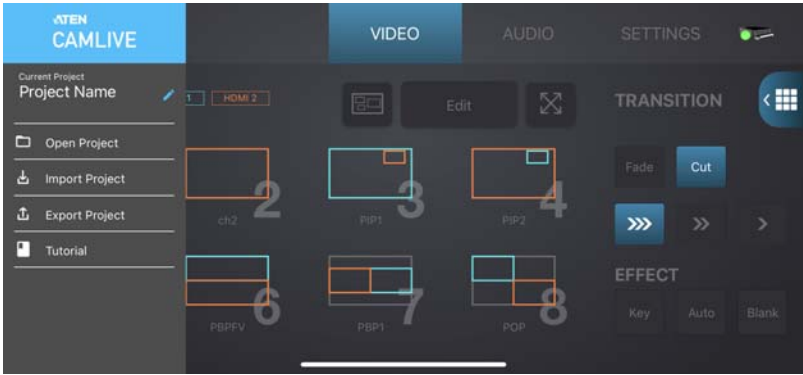 ATEN
CAMLIVE
VIDEO
AUDIO
SETTINGS
Current Project
Project Name
Open Project
Import Project
Export Project
Tutorial
1
HDMI 2
Edit
TRANSITION
2
ch2
3
PIP1
4
PIP2
Fade
Cut
6
PBPFV
7
PBP1
8
POP
EFFECT
Key
Auto
Blank